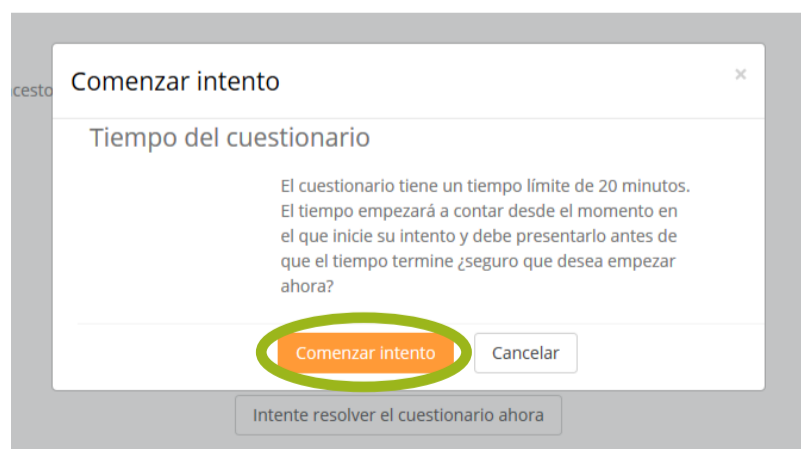 Comenzar intento
×
Tiempo del cuestionario
El cuestionario tiene un tiempo límite de 20 minutos.
El tiempo empezará a contar desde el momento en
el que inicie su intento y debe presentarlo antes de
que el tiempo termine ¿seguro que desea empezar
ahora?
Comenzar intento
Cancelar
Intente resolver el cuestionario ahora